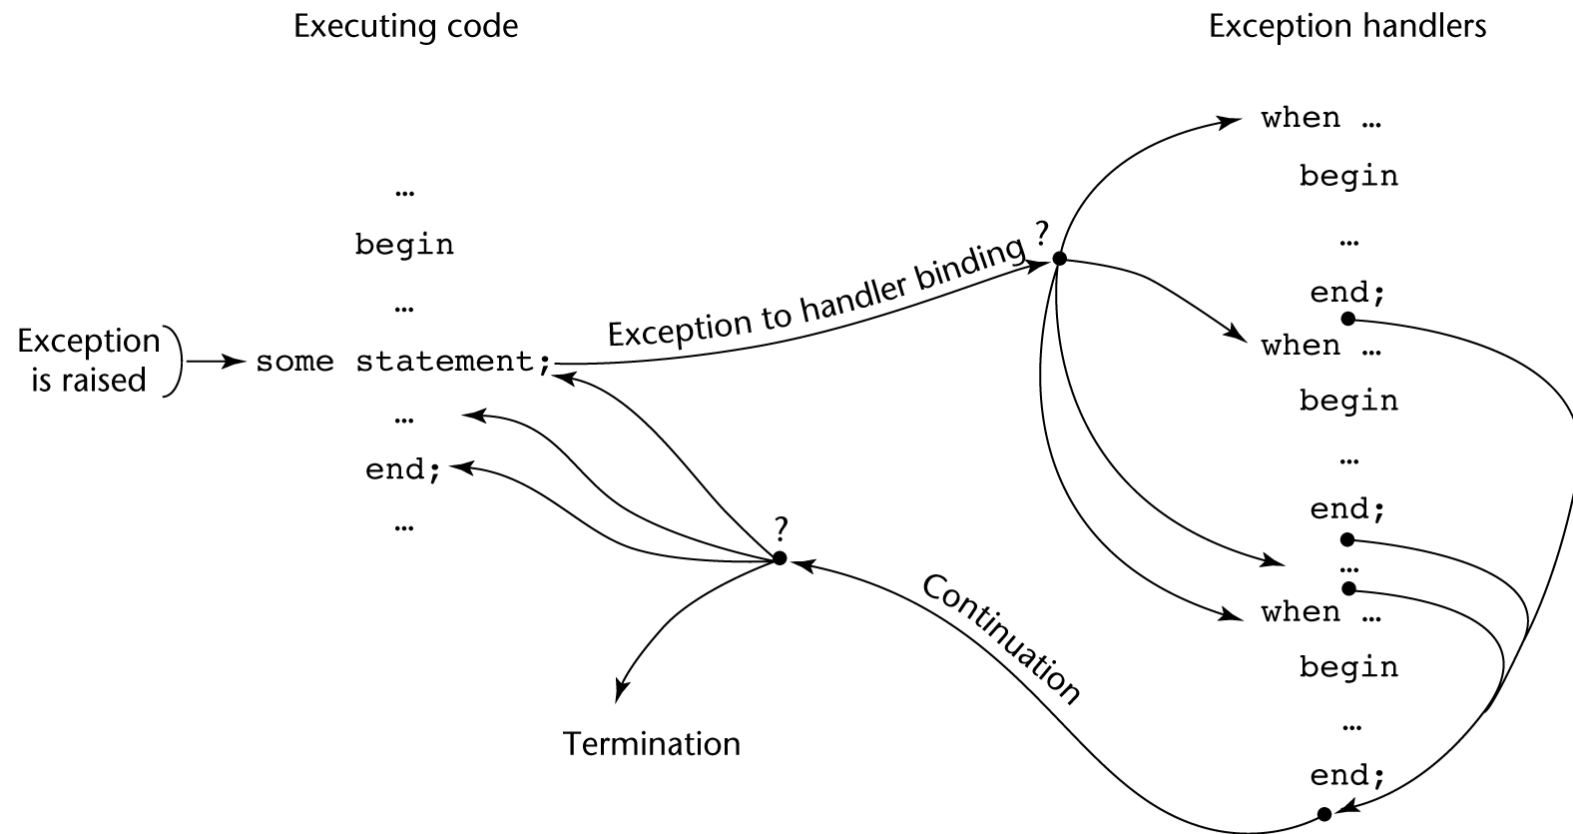 Executing code
Exception handlers
…
begin
…
Exception
is raised
some statement;
…
end;
…
Exception to handler binding
?
when …
begin
…
end;
when …
begin
…
end;
…
when …
begin
…
end;
Continuation
?
Termination